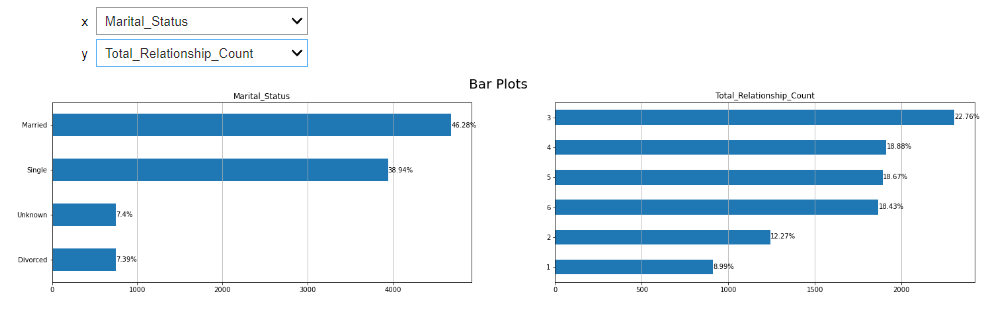 x Marital_Status
y Total_Relationship_Count
Bar Plots
Marital_Status
Married 46.28%
Single 38.94%
Unknown 7.4%
Divorced 7.39%
0 1000 2000 3000 4000
Total_Relationship_Count
3 22.76%
4 18.88%
5 18.67%
6 18.43%
2 12.27%
1 8.99%
0 500 1000 1500 2000